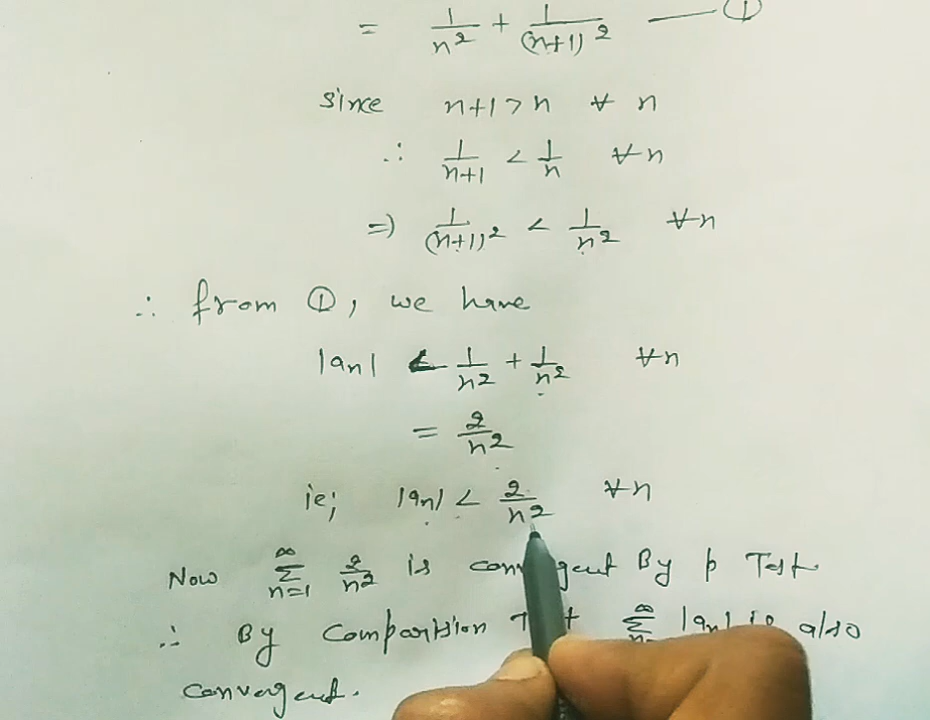 = 1/n² + 1/(n+1)² —— ①
since n+1 > n ∀ n
∴ 1/n+1 < 1/n ∀ n
⇒ 1/(n+1)² < 1/n² ∀ n
∴ from ①, we have
|an| < 1/n² + 1/n² ∀ n
= 2/n²
ie; |an| < 2/n² ∀ n
Now ∞ Σ n=1 2/n² is convergent By p Test
∴ By Comparision Test ∞ Σ |an| is also
convergent.